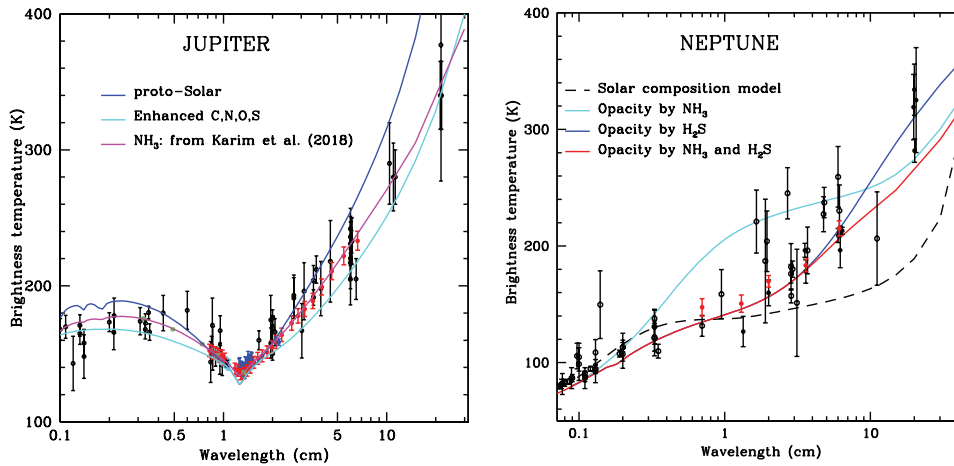 JUPITER
proto-Solar
Enhanced C,N,O,S
NH₃: from Karim et al. (2018)
Brightness temperature (K)
400
300
200
100
0.1
0.5
1
5
10
Wavelength (cm)
NEPTUNE
Solar composition model
Opacity by NH₃
Opacity by H₂S
Opacity by NH₃ and H₂S
Brightness temperature (K)
400
300
200
100
0.1
1
10
Wavelength (cm)